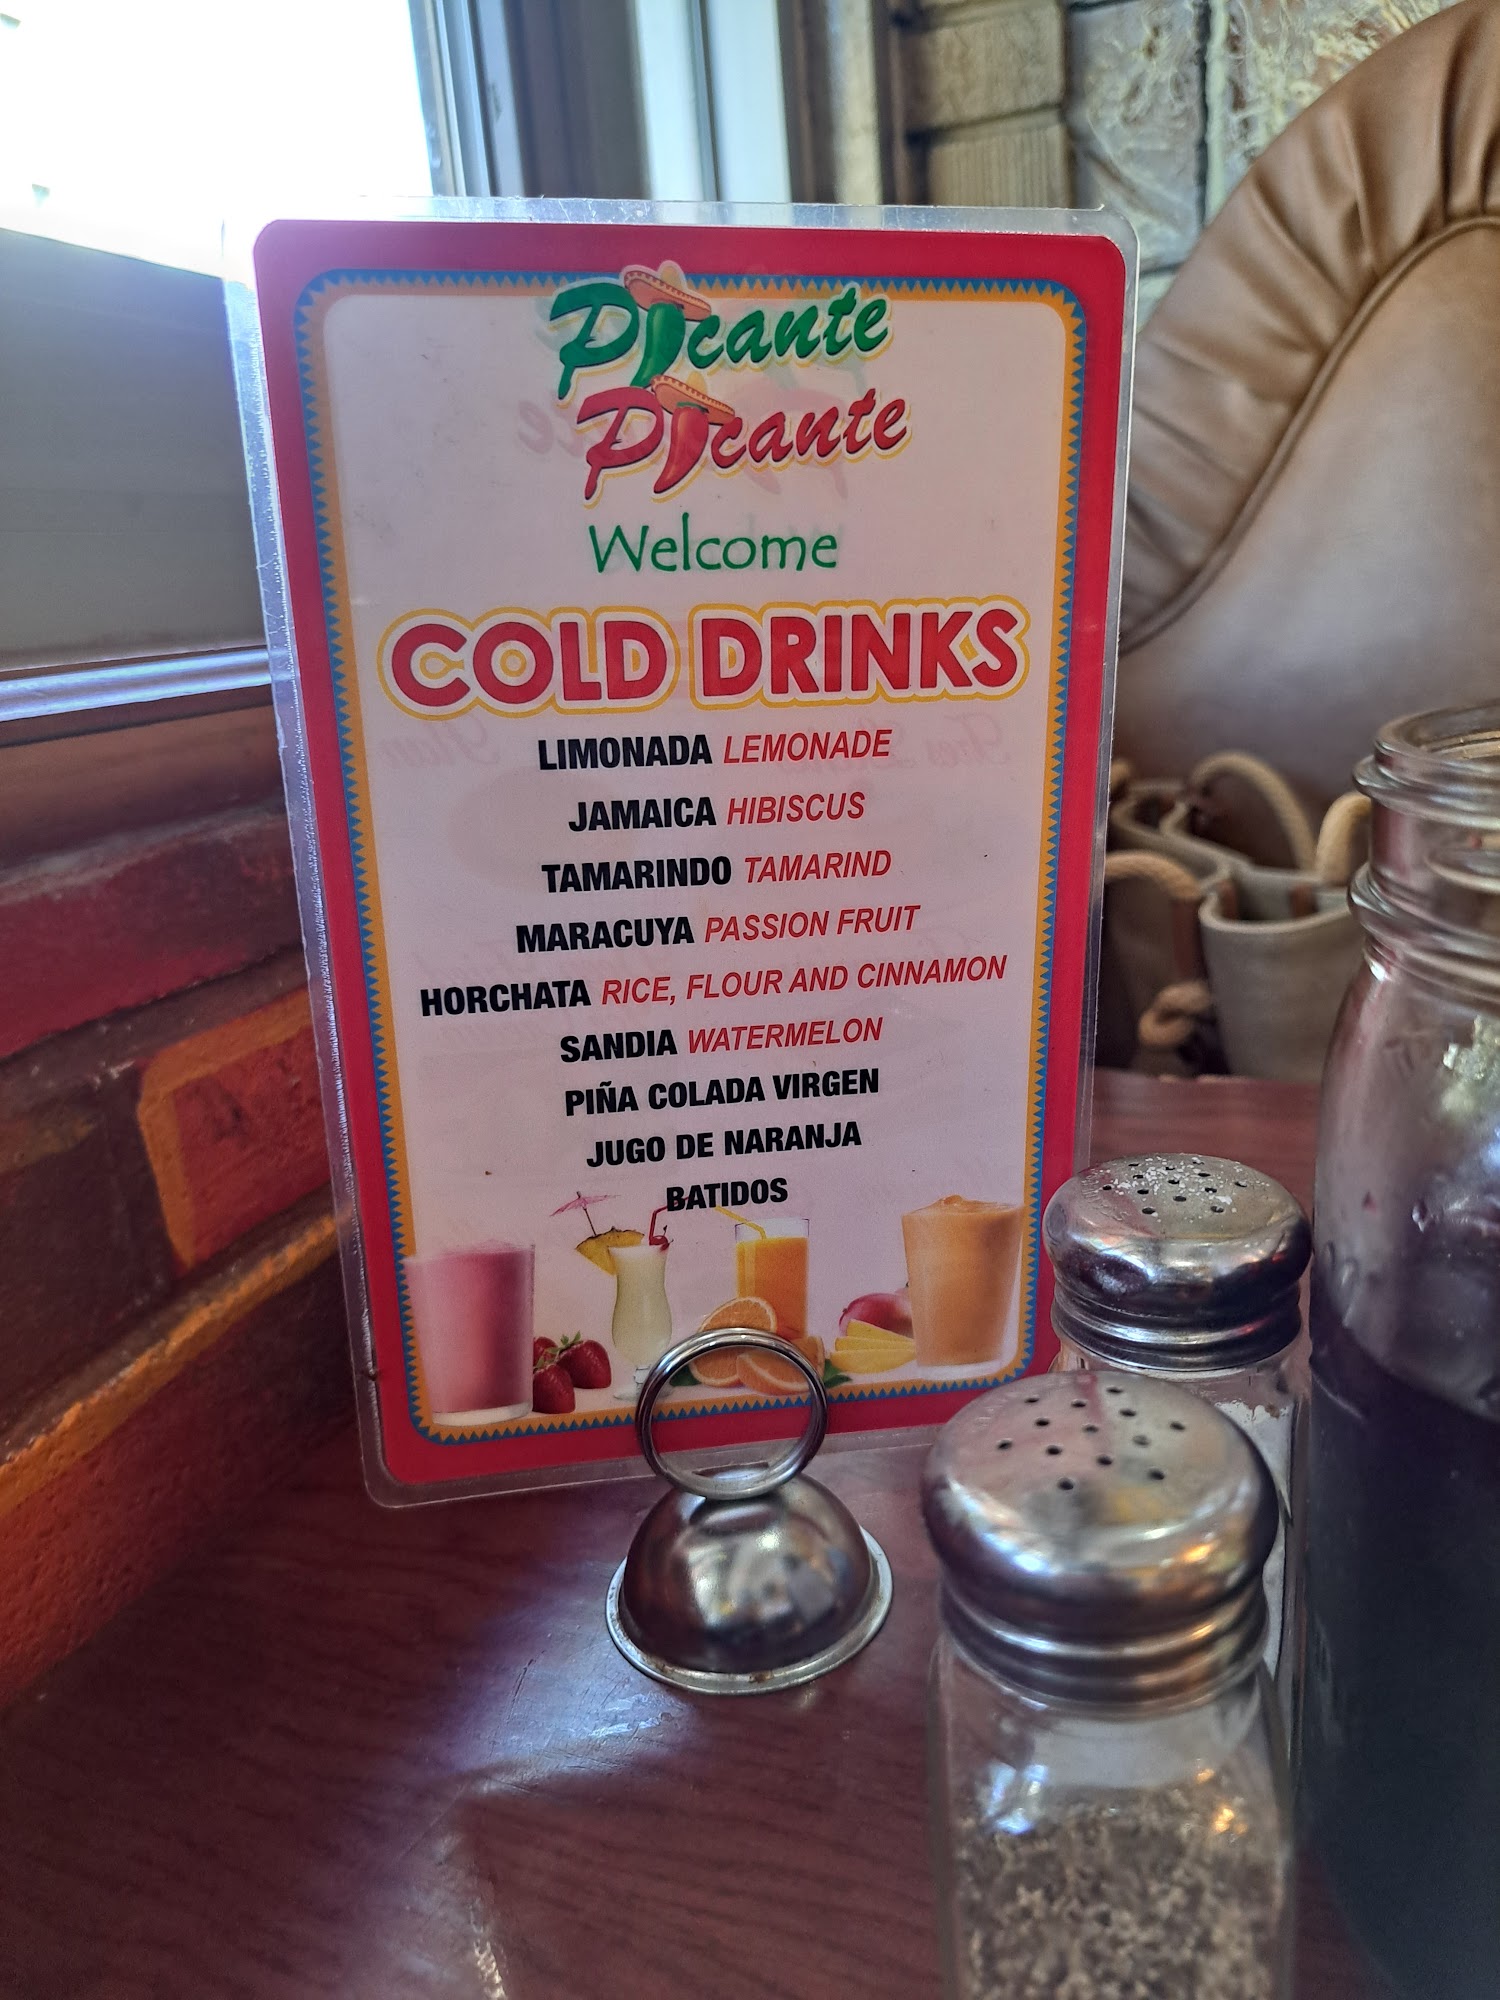 Picante
Picante
Welcome
COLD DRINKS
LIMONADA LEMONADE
JAMAICA HIBISCUS
TAMARINDO TAMARIND
MARACUYA PASSION FRUIT
HORCHATA RICE, FLOUR AND CINNAMON
SANDIA WATERMELON
PIÑA COLADA VIRGEN
JUGO DE NARANJA
BATIDOS